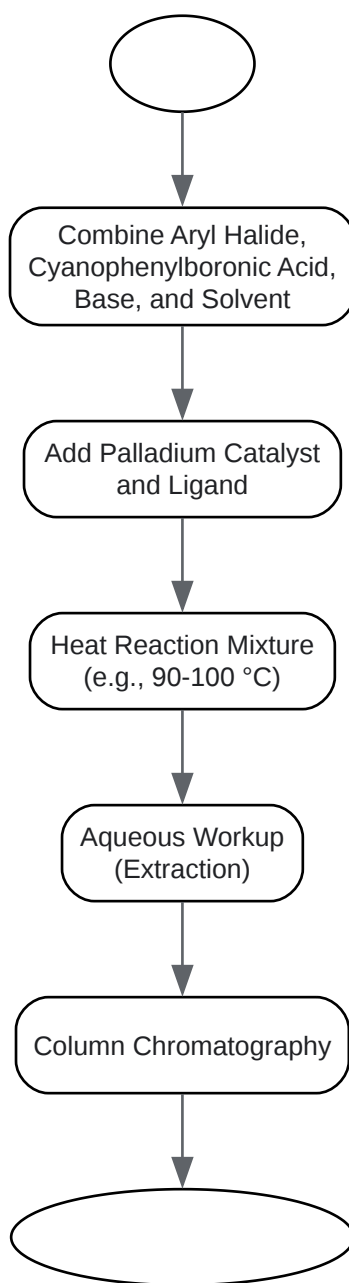 Combine Aryl Halide,
Cyanophenylboronic Acid,
Base, and Solvent
Add Palladium Catalyst
and Ligand
Heat Reaction Mixture
(e.g., 90-100 °C)
Aqueous Workup
(Extraction)
Column Chromatography